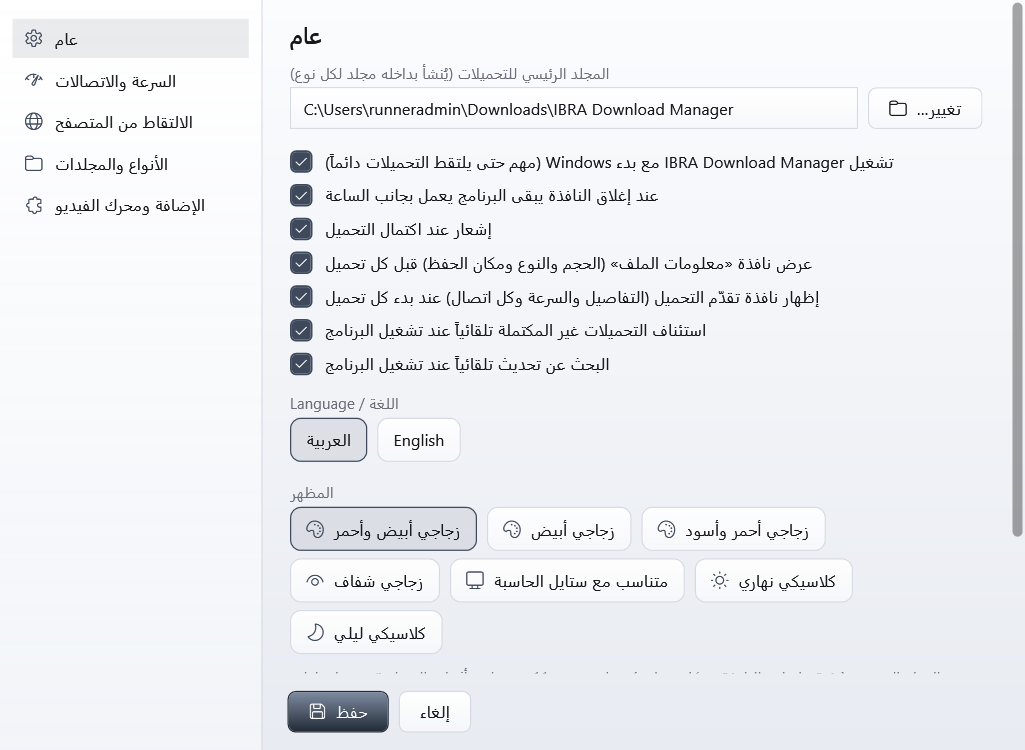 عام
السرعة والاتصالات
الالتقاط من المتصفح
الأنواع والمجلدات
الإضافة ومحرك الفيديو
عام
المجلد الرئيسي للتحميلات (يُنشأ بداخله مجلد لكل نوع)
C:\Users\runneradmin\Downloads\IBRA Download Manager
تغيير...
تشغيل IBRA Download Manager مع بدء Windows (مهم حتى يلتقط التحميلات دائماً)
عند إغلاق النافذة يبقى البرنامج يعمل بجانب الساعة
إشعار عند اكتمال التحميل
عرض نافذة «معلومات الملف» (الحجم والنوع ومكان الحفظ) قبل كل تحميل
إظهار نافذة تقدّم التحميل (التفاصيل والسرعة وكل اتصال) عند بدء كل تحميل
استئناف التحميلات غير المكتملة تلقائياً عند تشغيل البرنامج
البحث عن تحديث تلقائياً عند تشغيل البرنامج
Language / اللغة
العربية
English
المظهر
زجاجي أبيض وأحمر
زجاجي أبيض
زجاجي أحمر وأسود
زجاجي شفاف
متناسب مع ستايل الحاسبة
كلاسيكي نهاري
كلاسيكي ليلي
حفظ
إلغاء